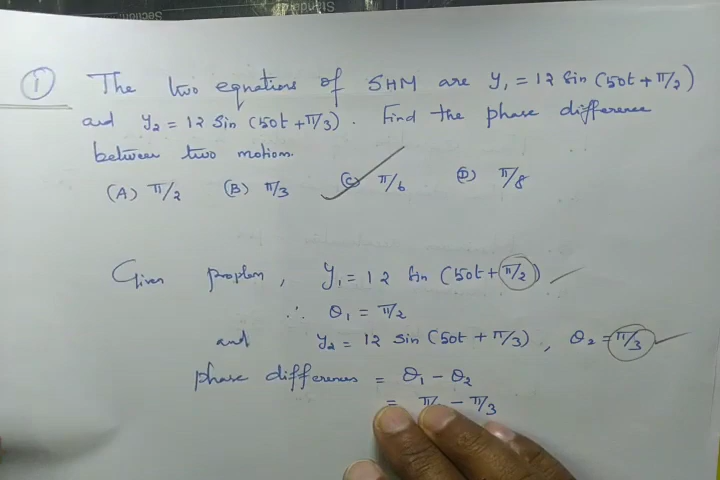 ① The two equations of SHM are y₁ = 12 Sin (50t + π/2)
and y₂ = 12 Sin (50t + π/3). Find the phase difference
between two motion.
(A) π/2 (B) π/3 (C) π/6 (D) π/8
Given problem, y₁ = 12 Sin (50t + π/2)
∴ θ₁ = π/2
and y₂ = 12 Sin (50t + π/3), θ₂ = π/3
phase difference = θ₁ - θ₂
= - π/3